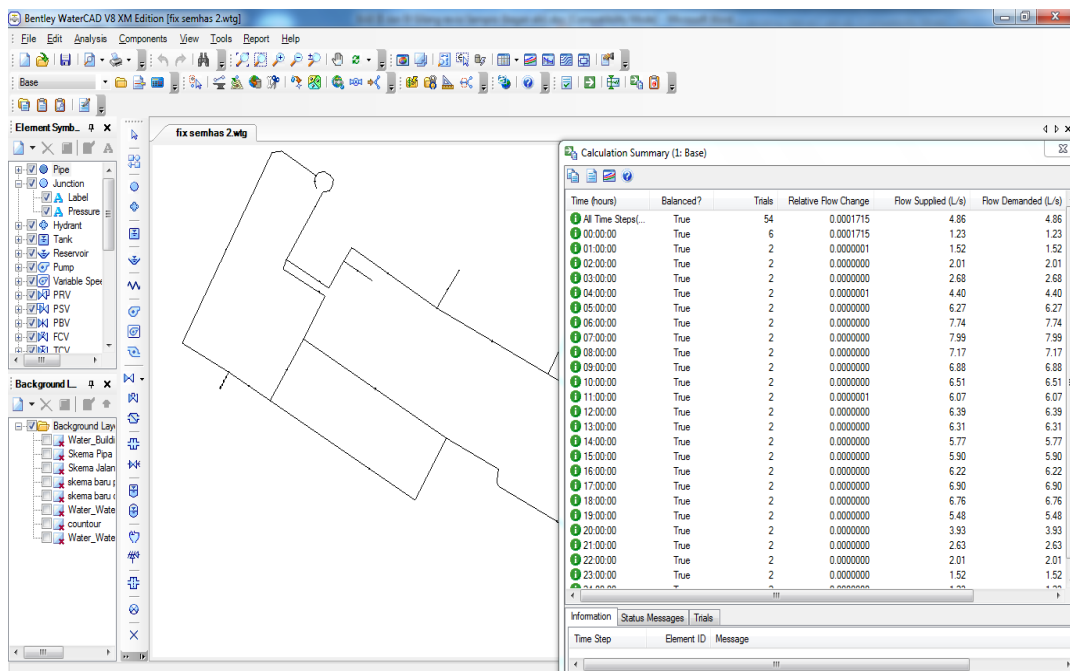 Bentley WaterCAD V8 XM Edition [fix semhas 2.wtg]
File Edit Analysis Components View Tools Report Help
Base
Element Symb...
Pipe
Junction
Label
Pressure
Hydrant
Tank
Reservoir
Pump
Variable Spee
PRV
PSV
PBV
FCV
TCV
Background L...
Background Laye
Water_Buildi
Skema Pipa
Skema Jalan
skema baru p
skema baru
Water_Wate
countour
Water_Wate
fix semhas 2.wtg
Calculation Summary (1: Base)
Time (hours) Balanced? Trials Relative Flow Change Flow Supplied (L/s) Flow Demanded (L/s)
All Time Steps(... True 54 0.0001715 4.86 4.86
00:00:00 True 6 0.0001715 1.23 1.23
01:00:00 True 2 0.0000001 1.52 1.52
02:00:00 True 2 0.0000000 2.01 2.01
03:00:00 True 2 0.0000000 2.68 2.68
04:00:00 True 2 0.0000001 4.40 4.40
05:00:00 True 2 0.0000000 6.27 6.27
06:00:00 True 2 0.0000000 7.74 7.74
07:00:00 True 2 0.0000000 7.99 7.99
08:00:00 True 2 0.0000000 7.17 7.17
09:00:00 True 2 0.0000000 6.88 6.88
10:00:00 True 2 0.0000000 6.51 6.51
11:00:00 True 2 0.0000001 6.07 6.07
12:00:00 True 2 0.0000000 6.39 6.39
13:00:00 True 2 0.0000000 6.31 6.31
14:00:00 True 2 0.0000000 5.77 5.77
15:00:00 True 2 0.0000000 5.90 5.90
16:00:00 True 2 0.0000000 6.22 6.22
17:00:00 True 2 0.0000000 6.90 6.90
18:00:00 True 2 0.0000000 6.76 6.76
19:00:00 True 2 0.0000000 5.48 5.48
20:00:00 True 2 0.0000000 3.93 3.93
21:00:00 True 2 0.0000000 2.63 2.63
22:00:00 True 2 0.0000000 2.01 2.01
23:00:00 True 2 0.0000000 1.52 1.52
Information Status Messages Trials
Time Step Element ID Message